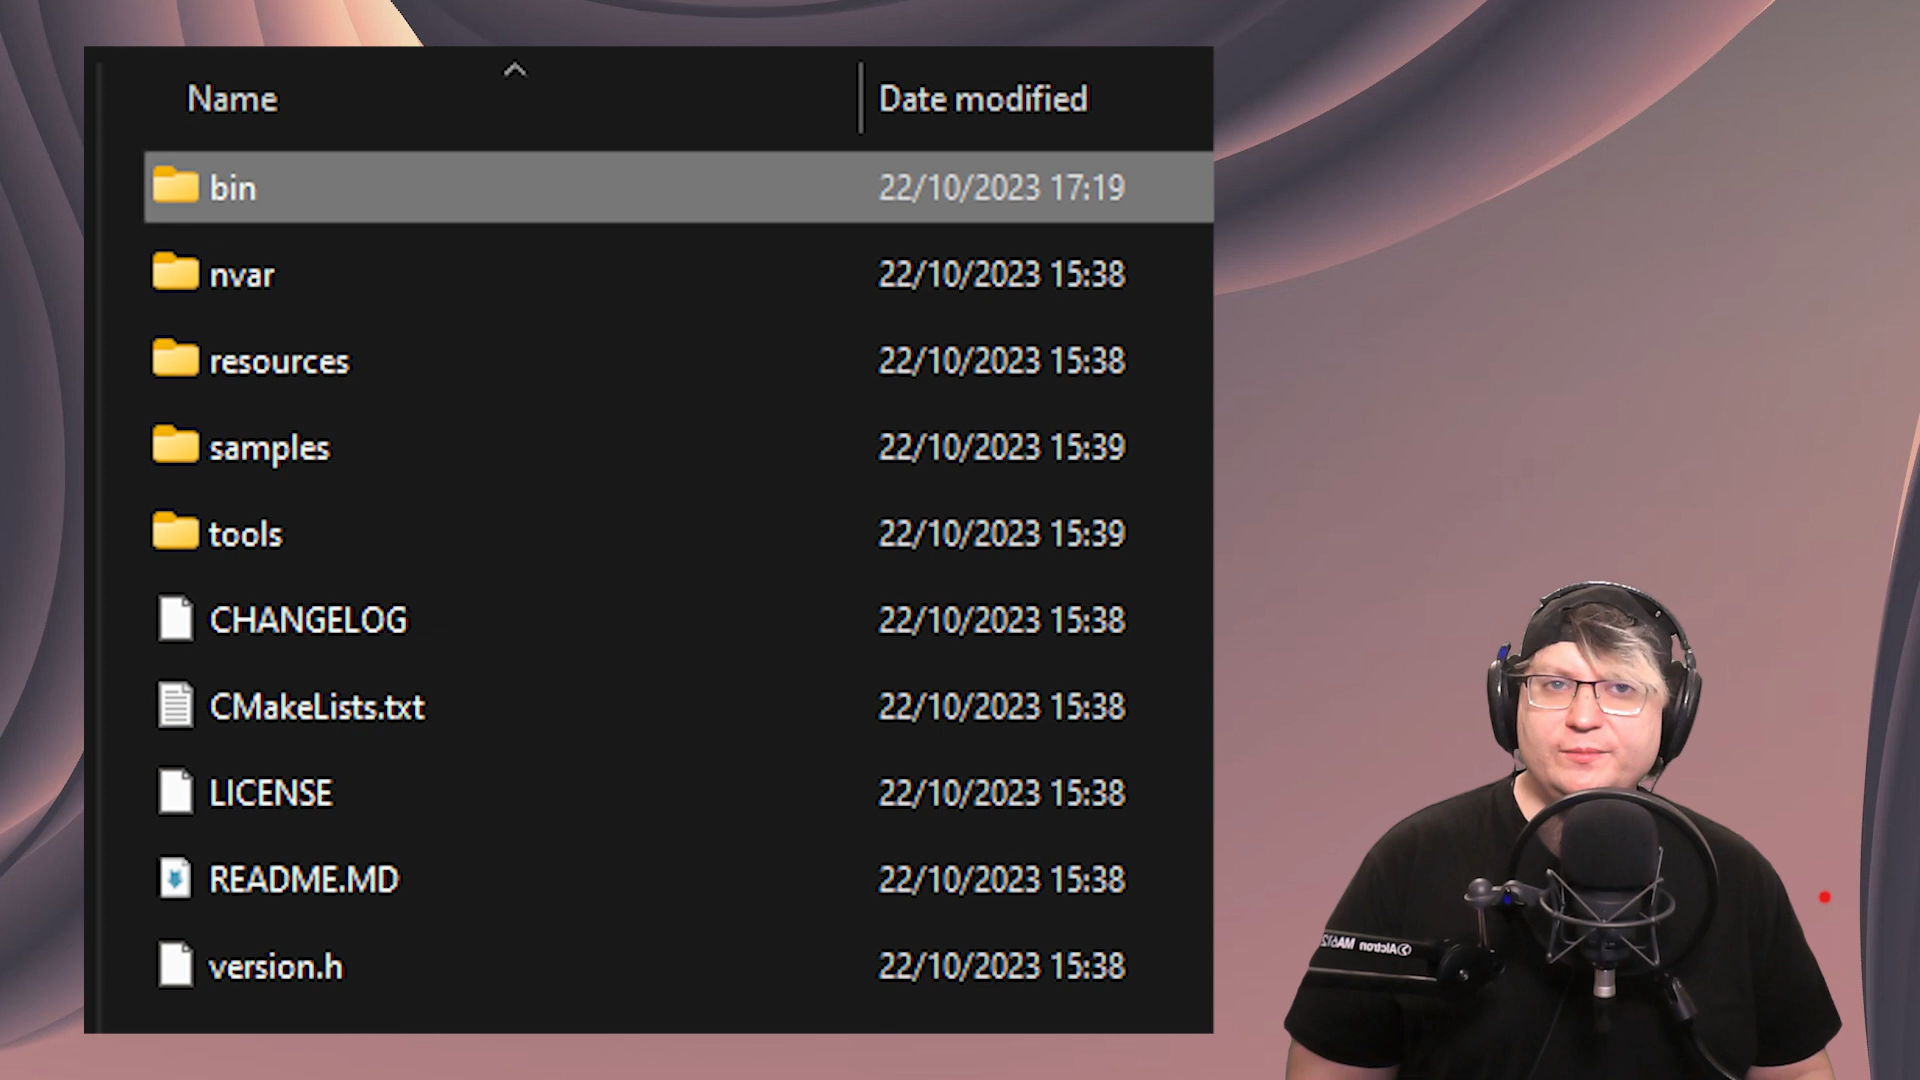 Name Date modified
bin 22/10/2023 17:19
nvar 22/10/2023 15:38
resources 22/10/2023 15:38
samples 22/10/2023 15:39
tools 22/10/2023 15:39
CHANGELOG 22/10/2023 15:38
CMakeLists.txt 22/10/2023 15:38
LICENSE 22/10/2023 15:38
README.MD 22/10/2023 15:38
version.h 22/10/2023 15:38
Alctron MA612